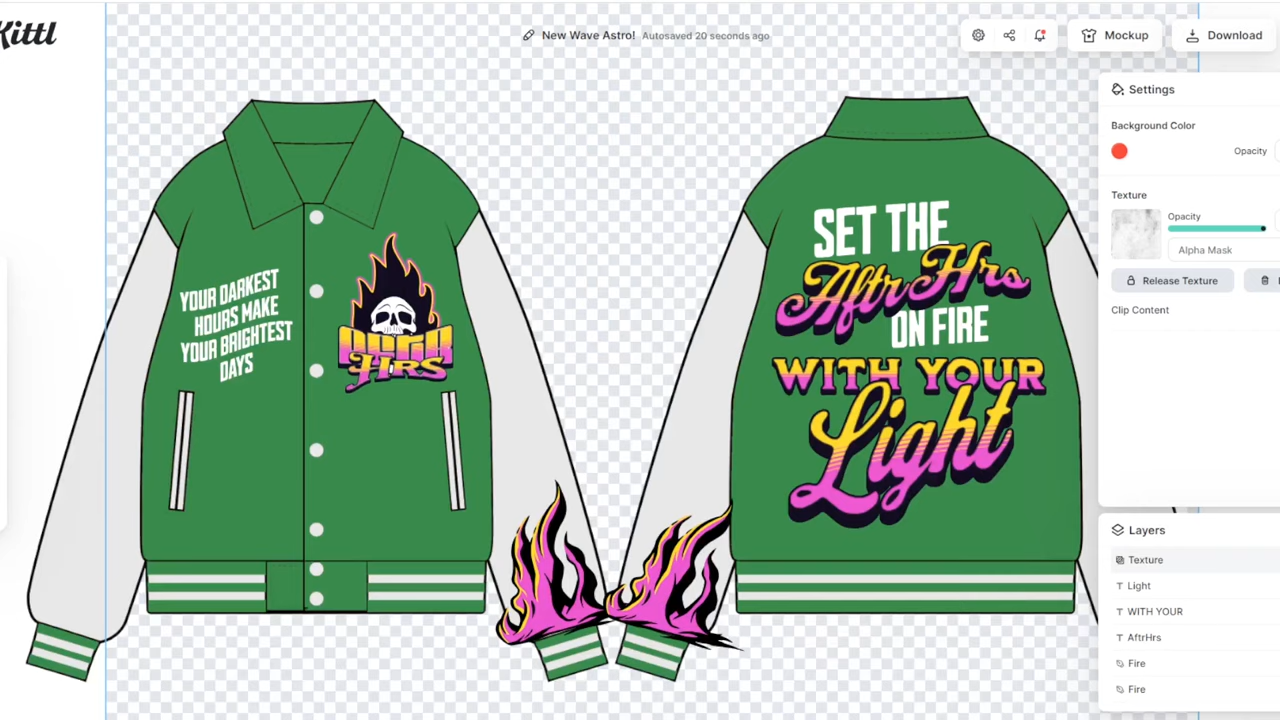 Kittl
New Wave Astro! Autosaved 20 seconds ago
Mockup
Download
Settings
Background Color
Opacity
Texture
Opacity
Alpha Mask
Release Texture
Clip Content
YOUR DARKEST
HOURS MAKE
YOUR BRIGHTEST
DAYS
HRS
SET THE
AftrHrs
ON FIRE
WITH YOUR
Light
Layers
Texture
Light
WITH YOUR
AftrHrs
Fire
Fire